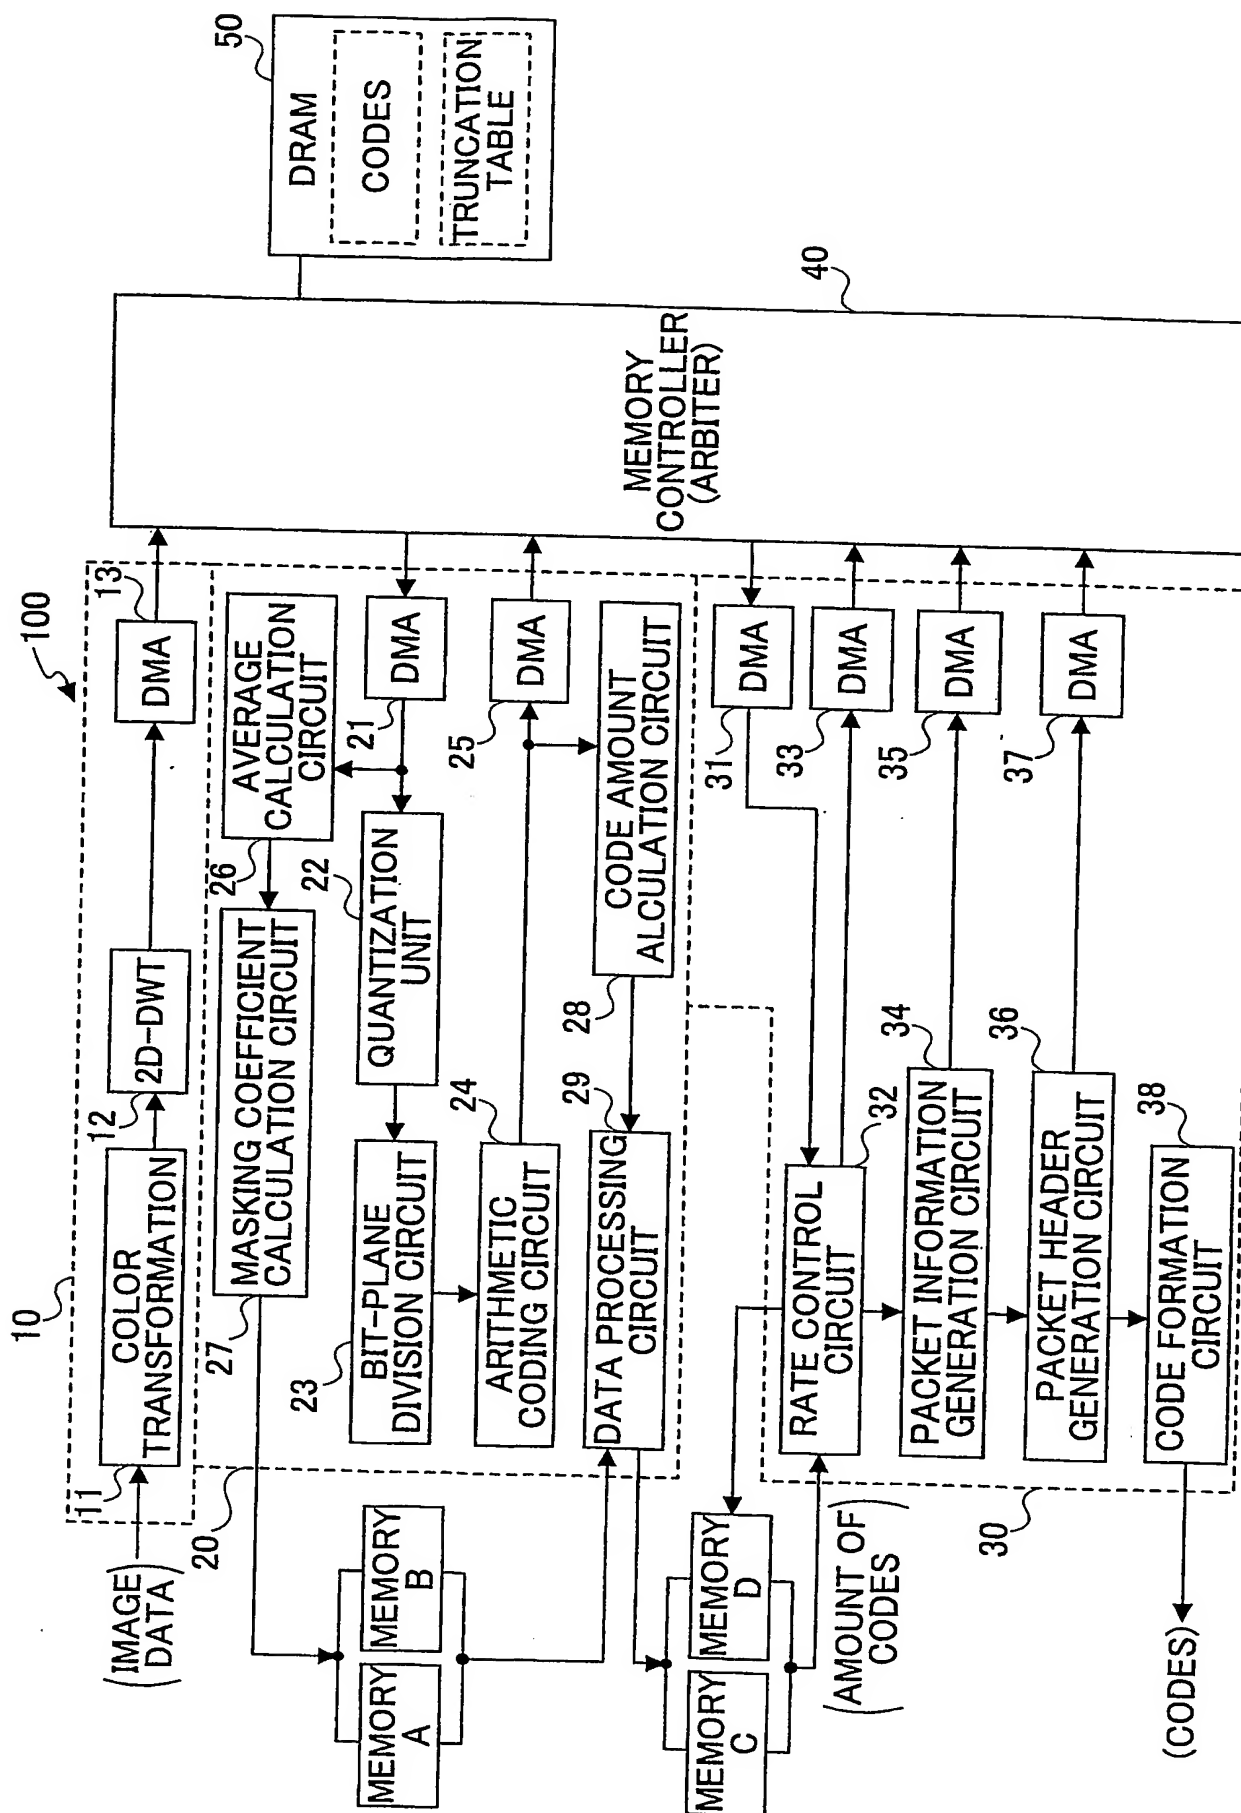 100
10
(IMAGE
DATA)
11
COLOR
TRANSFORMATION
12
2D-DWT
13
DMA
20
27
MASKING COEFFICIENT
CALCULATION CIRCUIT
26
AVERAGE
CALCULATION
CIRCUIT
21
DMA
22
QUANTIZATION
UNIT
23
BIT-PLANE
DIVISION CIRCUIT
24
ARITHMETIC
CODING CIRCUIT
25
DMA
28
CODE AMOUNT
ALCULATION CIRCUIT
29
DATA PROCESSING
CIRCUIT
MEMORY
A
MEMORY
B
MEMORY
C
MEMORY
D
(AMOUNT OF
CODES)
30
31
DMA
32
RATE CONTROL
CIRCUIT
33
DMA
34
PACKET INFORMATION
GENERATION CIRCUIT
35
DMA
36
PACKET HEADER
GENERATION CIRCUIT
37
DMA
38
CODE FORMATION
CIRCUIT
(CODES)
40
MEMORY
CONTROLLER
(ARBITER)
50
DRAM
CODES
TRUNCATION
TABLE